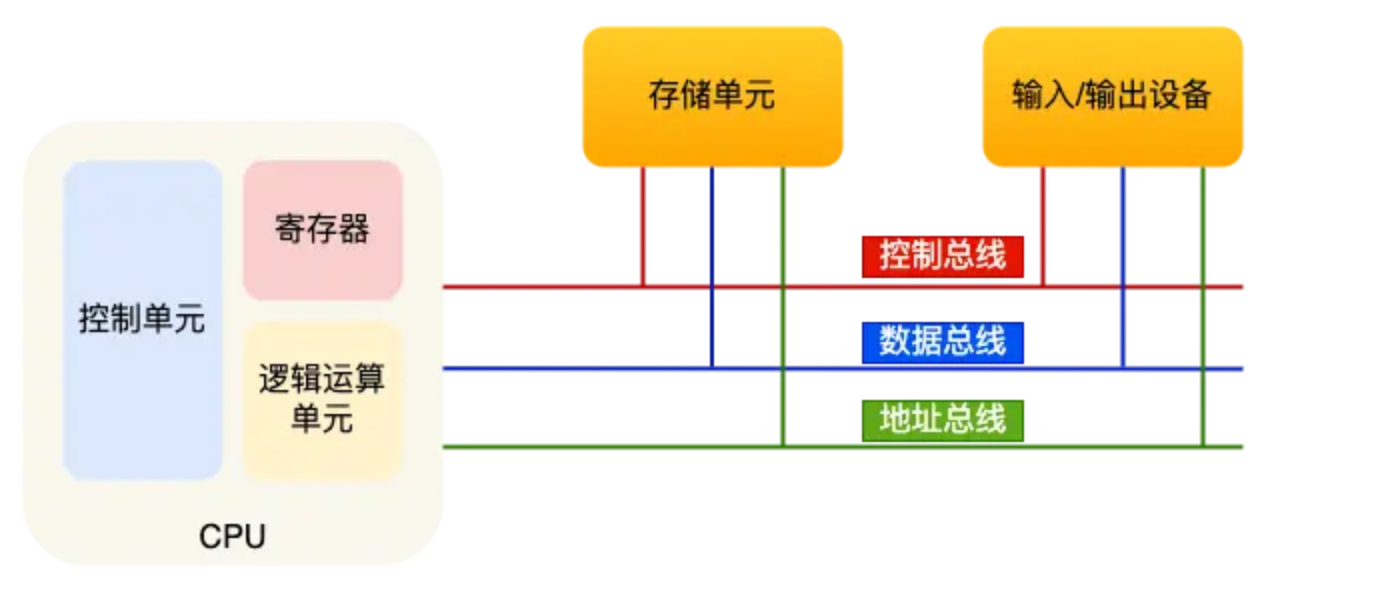 存储单元
输入/输出设备
控制单元
寄存器
逻辑运算
单元
CPU
控制总线
数据总线
地址总线